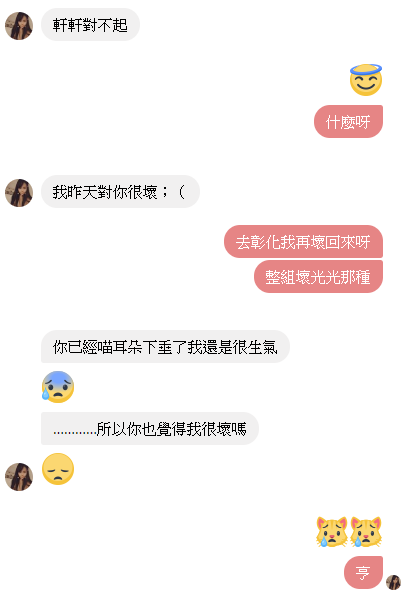 軒軒對不起
什麼呀
我昨天對你很壞；（
去彰化我再壞回來呀
整組壞光光那種
你已經喵耳朵下垂了我還是很生氣
............所以你也覺得我很壞嗎
亨